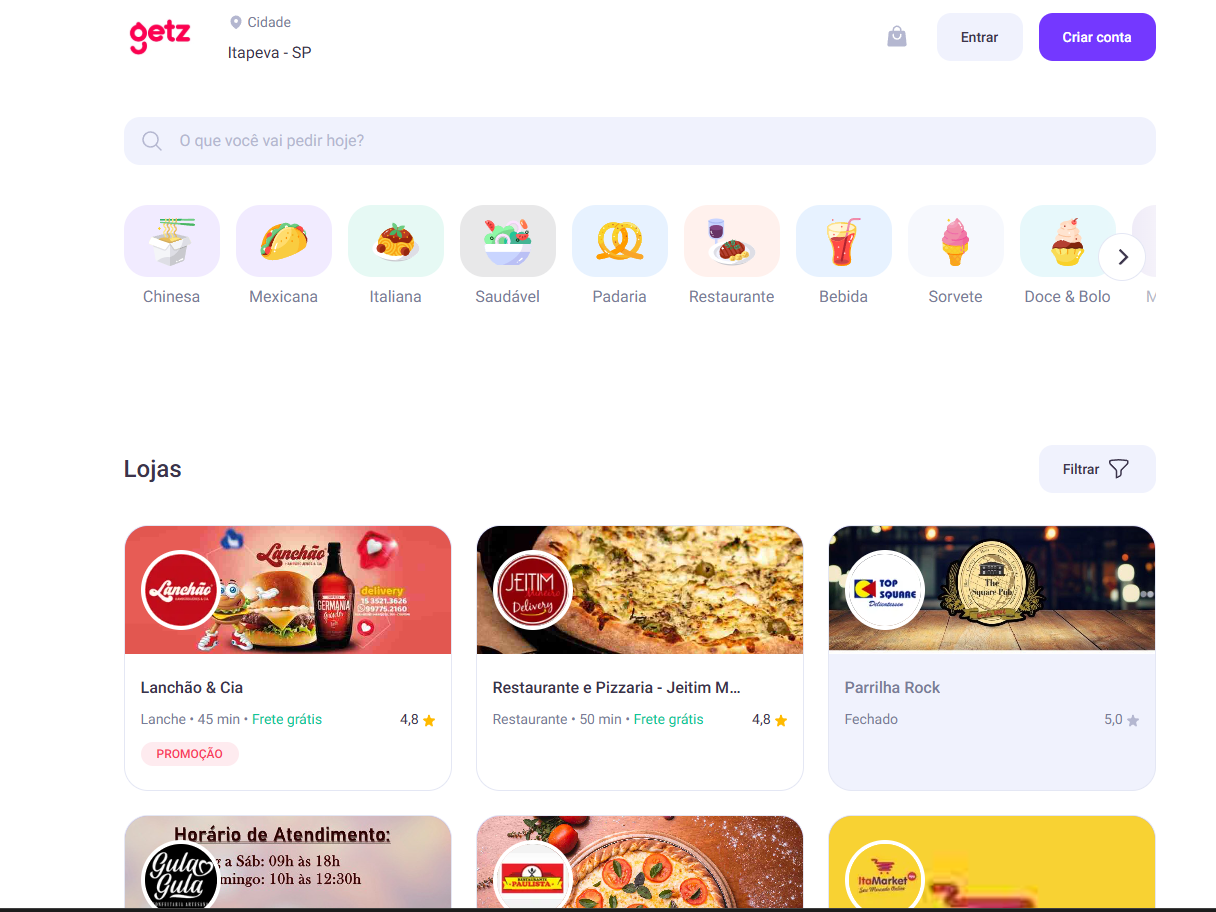 getz
Cidade
Itapeva - SP
Entrar
Criar conta
O que você vai pedir hoje?
Chinesa
Mexicana
Italiana
Saudável
Padaria
Restaurante
Bebida
Sorvete
Doce & Bolo
M
Lojas
Filtrar
Lanchão
Lanchão
delivery
15 3521.3626
99775.2160
GERMANIA
JEITIM
Delivery
TOP
SQUARE
Delicatessen
The
Square Pub
Lanchão & Cia
Lanche • 45 min • Frete grátis
4,8
PROMOÇÃO
Restaurante e Pizzaria - Jeitim M...
Restaurante • 50 min • Frete grátis
4,8
Parrilha Rock
Fechado
5,0
Horário de Atendimento:
a Sáb: 09h às 18h
mingo: 10h às 12:30h
Gula
Gula
RESTAURANTE
PAULISTA
ItaMarket
Seu Mercado Online